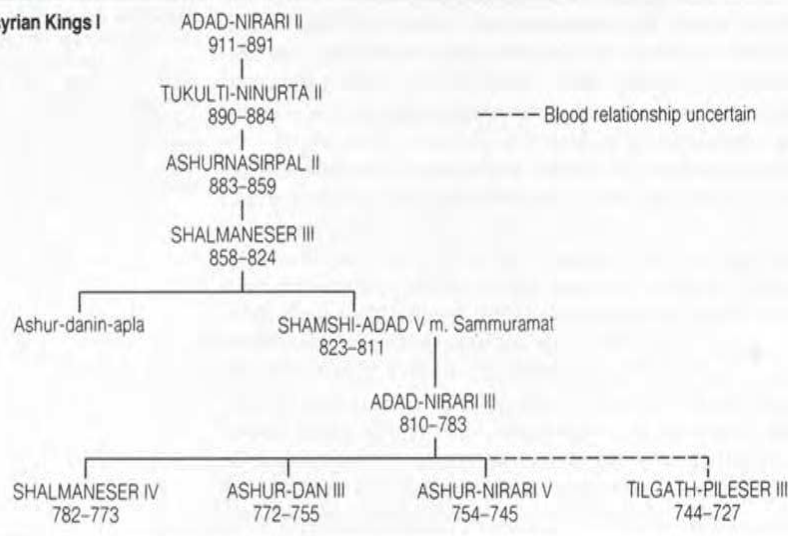 syrian Kings I
ADAD-NIRARI II
911–891
TUKULTI-NINURTA II
890–884
Blood relationship uncertain
ASHURNASIRPAL II
883–859
SHALMANESER III
858–824
Ashur-danin-apla
SHAMSHI-ADAD V m. Sammuramat
823–811
ADAD-NIRARI III
810–783
SHALMANESER IV
ASHUR-DAN III
ASHUR-NIRARI V
TILGATH-PILESER III
782–773
772–755
754–745
744–727